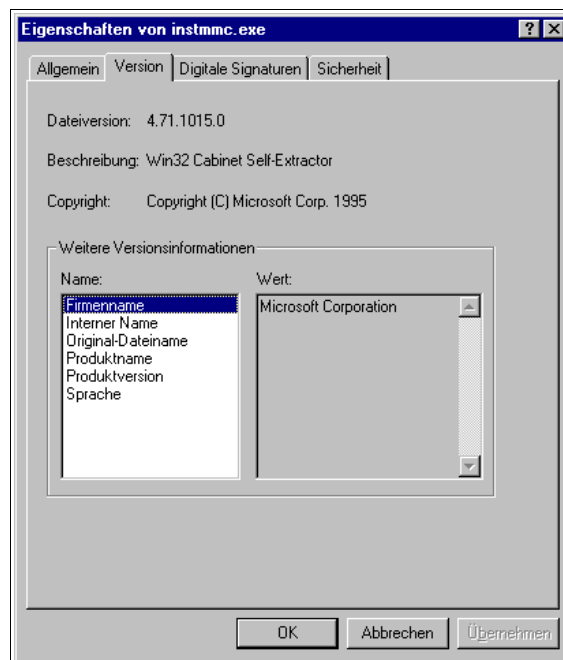 Eigenschaften von instmmc.exe
Allgemein Version Digitale Signaturen Sicherheit
Dateiversion: 4.71.1015.0
Beschreibung: Win32 Cabinet Self-Extractor
Copyright: Copyright (C) Microsoft Corp. 1995
Weitere Versionsinformationen
Name: Wert:
Firmenname Microsoft Corporation
Interner Name
Original-Dateiname
Produktname
Produktversion
Sprache
OK Abbrechen Übernehmen